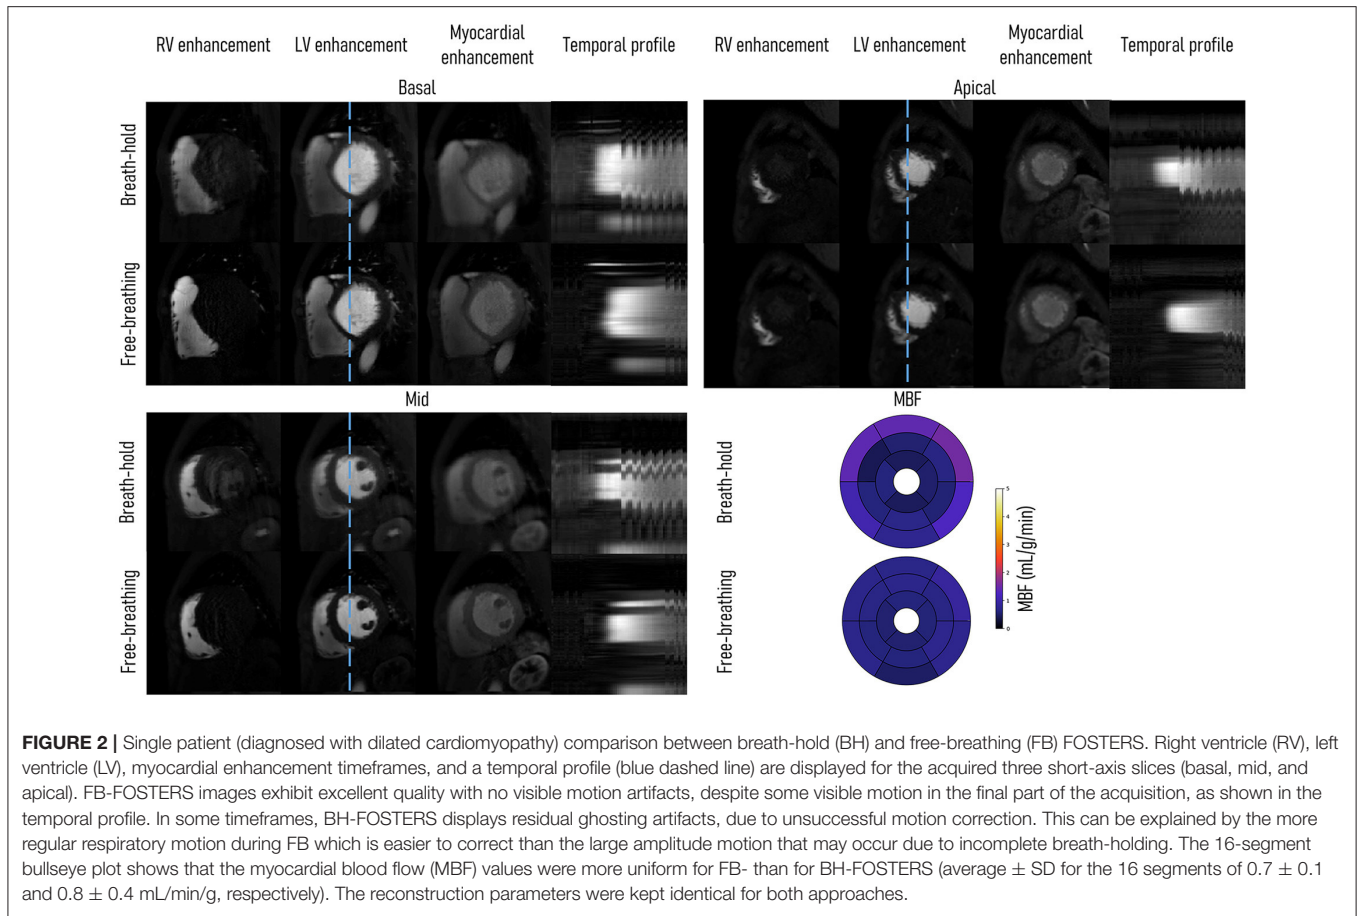 RV enhancement LV enhancement Myocardial enhancement Temporal profile RV enhancement LV enhancement Myocardial enhancement Temporal profile
Basal
Apical
Breath-hold
Free-breathing
Mid
MBF
Breath-hold
Free-breathing
Breath-hold
Free-breathing
5
4
3
2
1
0
MBF (mL/g/min)
FIGURE 2 | Single patient (diagnosed with dilated cardiomyopathy) comparison between breath-hold (BH) and free-breathing (FB) FOSTERS. Right ventricle (RV), left
ventricle (LV), myocardial enhancement timeframes, and a temporal profile (blue dashed line) are displayed for the acquired three short-axis slices (basal, mid, and
apical). FB-FOSTERS images exhibit excellent quality with no visible motion artifacts, despite some visible motion in the final part of the acquisition, as shown in the
temporal profile. In some timeframes, BH-FOSTERS displays residual ghosting artifacts, due to unsuccessful motion correction. This can be explained by the more
regular respiratory motion during FB which is easier to correct than the large amplitude motion that may occur due to incomplete breath-holding. The 16-segment
bullseye plot shows that the myocardial blood flow (MBF) values were more uniform for FB- than for BH-FOSTERS (average ± SD for the 16 segments of 0.7 ± 0.1
and 0.8 ± 0.4 mL/min/g, respectively). The reconstruction parameters were kept identical for both approaches.